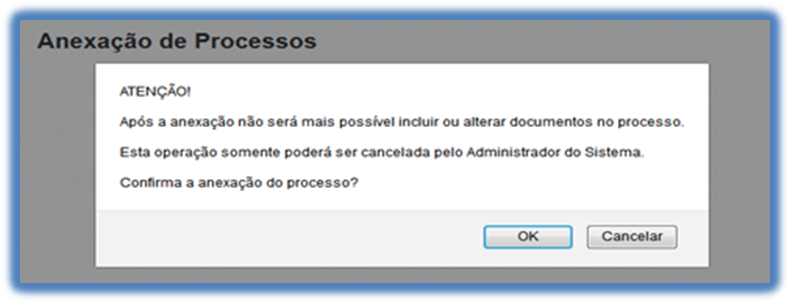 Anexação de Processos
ATENÇÃO!
Após a anexação não será mais possível incluir ou alterar documentos no processo.
Esta operação somente poderá ser cancelada pelo Administrador do Sistema.
Confirma a anexação do processo?
OK Cancelar